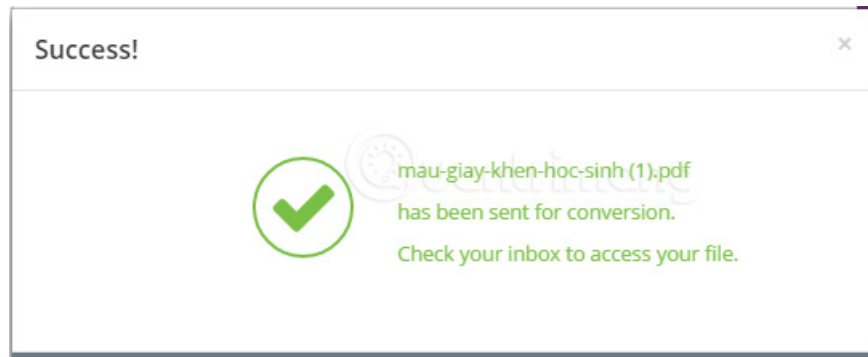 Success!
×
mau-giay-khen-hoc-sinh (1).pdf
has been sent for conversion.
Check your inbox to access your file.